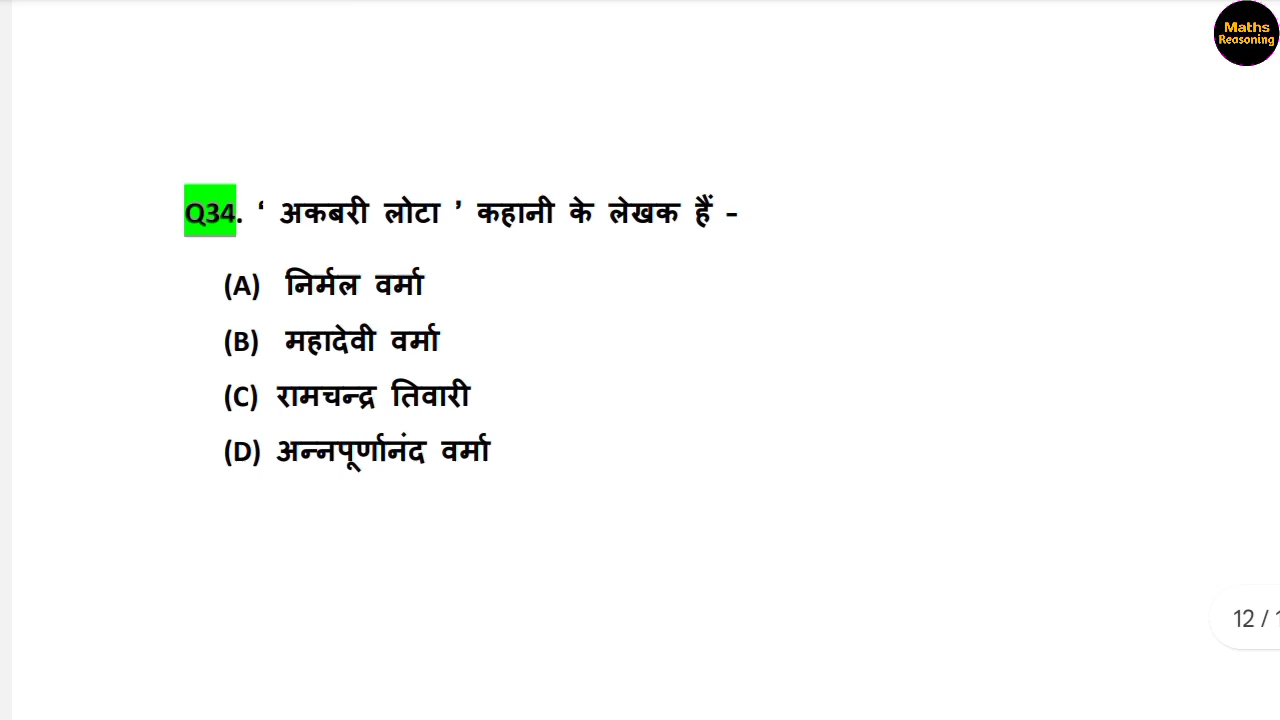 Maths
Reasoning
Q34. ‘ अकबरी लोटा ’ कहानी के लेखक हैं –
(A) निर्मल वर्मा
(B) महादेवी वर्मा
(C) रामचन्द्र तिवारी
(D) अन्नपूर्णानंद वर्मा
12 / 1